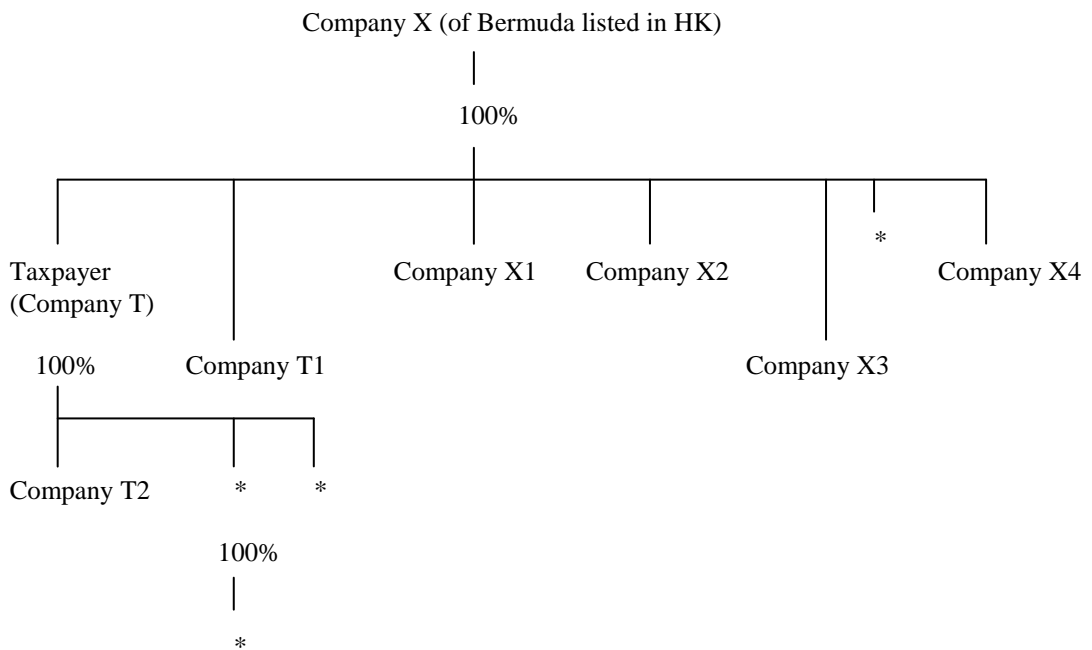 Company X (of Bermuda listed in HK)
100%
*
Taxpayer
(Company T)
Company X1
Company X2
Company X4
100%
Company T1
Company X3
Company T2
*
*
100%
*